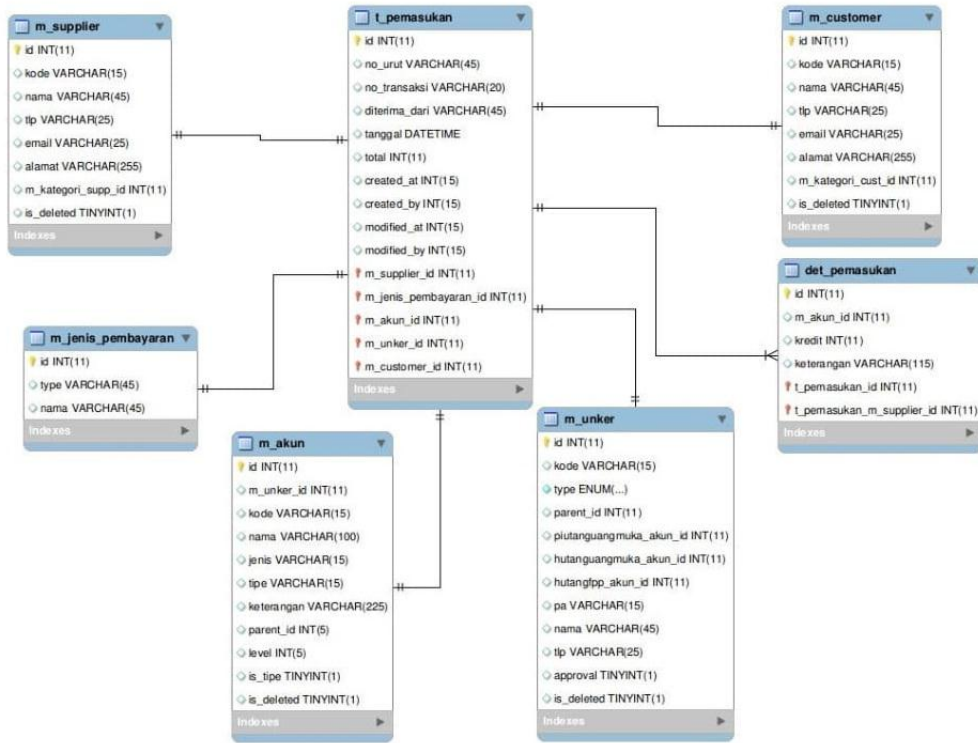 m_supplier
id INT(11)
kode VARCHAR(15)
nama VARCHAR(45)
tlp VARCHAR(25)
email VARCHAR(25)
alamat VARCHAR(255)
m_kategori_supp_id INT(11)
is_deleted TINYINT(1)
Indexes
t_pemasukan
id INT(11)
no_urut VARCHAR(45)
no_transaksi VARCHAR(20)
diterima_dari VARCHAR(45)
tanggal DATETIME
total INT(11)
created_at INT(15)
created_by INT(15)
modified_at INT(15)
modified_by INT(15)
m_supplier_id INT(11)
m_jenis_pembayaran_id INT(11)
m_akun_id INT(11)
m_unker_id INT(11)
m_customer_id INT(11)
Indexes
m_customer
id INT(11)
kode VARCHAR(15)
nama VARCHAR(45)
tlp VARCHAR(25)
email VARCHAR(25)
alamat VARCHAR(255)
m_kategori_cust_id INT(11)
is_deleted TINYINT(1)
Indexes
det_pemasukan
id INT(11)
m_akun_id INT(11)
kredit INT(11)
keterangan VARCHAR(115)
t_pemasukan_id INT(11)
t_pemasukan_m_supplier_id INT(11)
Indexes
m_jenis_pembayaran
id INT(11)
type VARCHAR(45)
nama VARCHAR(45)
Indexes
m_akun
id INT(11)
m_unker_id INT(11)
kode VARCHAR(15)
nama VARCHAR(100)
jenis VARCHAR(15)
tipe VARCHAR(15)
keterangan VARCHAR(225)
parent_id INT(5)
level INT(5)
is_tipe TINYINT(1)
is_deleted TINYINT(1)
Indexes
m_unker
id INT(11)
kode VARCHAR(15)
type ENUM(...)
parent_id INT(11)
piutanguangmuka_akun_id INT(11)
hutanguangmuka_akun_id INT(11)
hutangfpp_akun_id INT(11)
pa VARCHAR(15)
nama VARCHAR(45)
tlp VARCHAR(25)
approval TINYINT(1)
is_deleted TINYINT(1)
Indexes